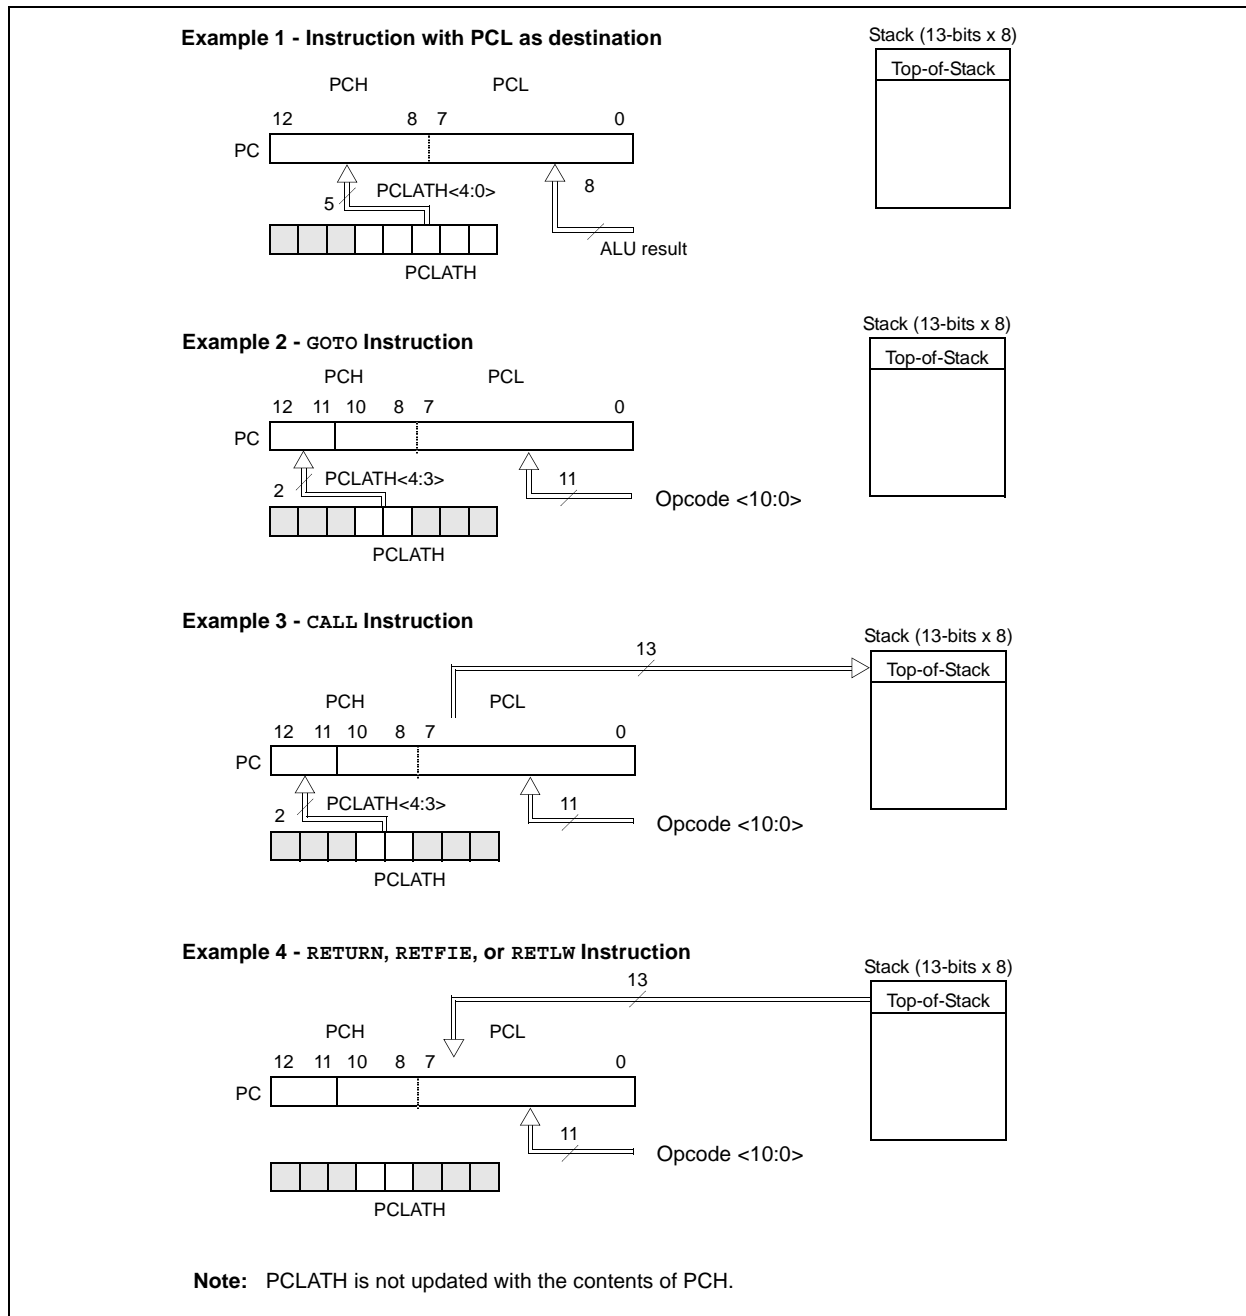 Example 1 - Instruction with PCL as destination
Stack (13-bits x 8)
Top-of-Stack
PCH PCL
12 8 7 0
PC
5 PCLATH<4:0> 8
ALU result
PCLATH
Example 2 - GOTO Instruction
Stack (13-bits x 8)
Top-of-Stack
PCH PCL
12 11 10 8 7 0
PC
2 PCLATH<4:3> 11
Opcode <10:0>
PCLATH
Example 3 - CALL Instruction
Stack (13-bits x 8)
13
Top-of-Stack
PCH PCL
12 11 10 8 7 0
PC
2 PCLATH<4:3> 11
Opcode <10:0>
PCLATH
Example 4 - RETURN, RETFIE, or RETLW Instruction
Stack (13-bits x 8)
13
Top-of-Stack
PCH PCL
12 11 10 8 7 0
PC
11
Opcode <10:0>
PCLATH
Note: PCLATH is not updated with the contents of PCH.